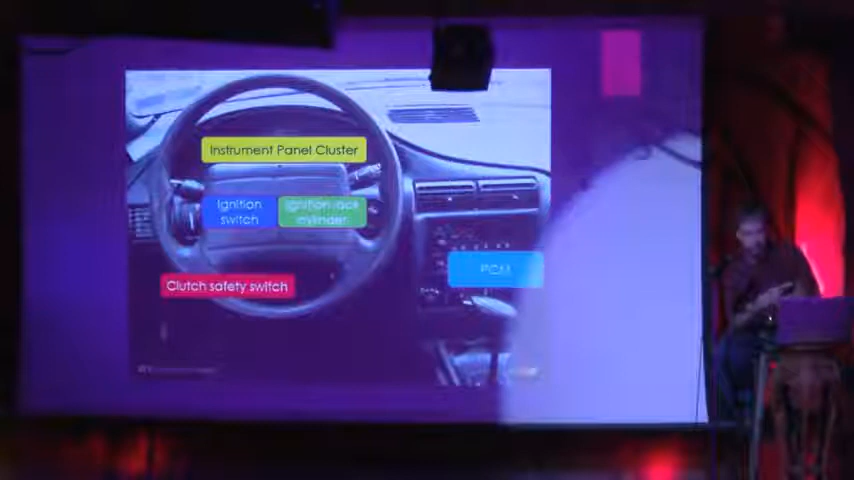 Instrument Panel Cluster
Ignition
switch
Ignition lock
cylinder
Clutch safety switch
PCM